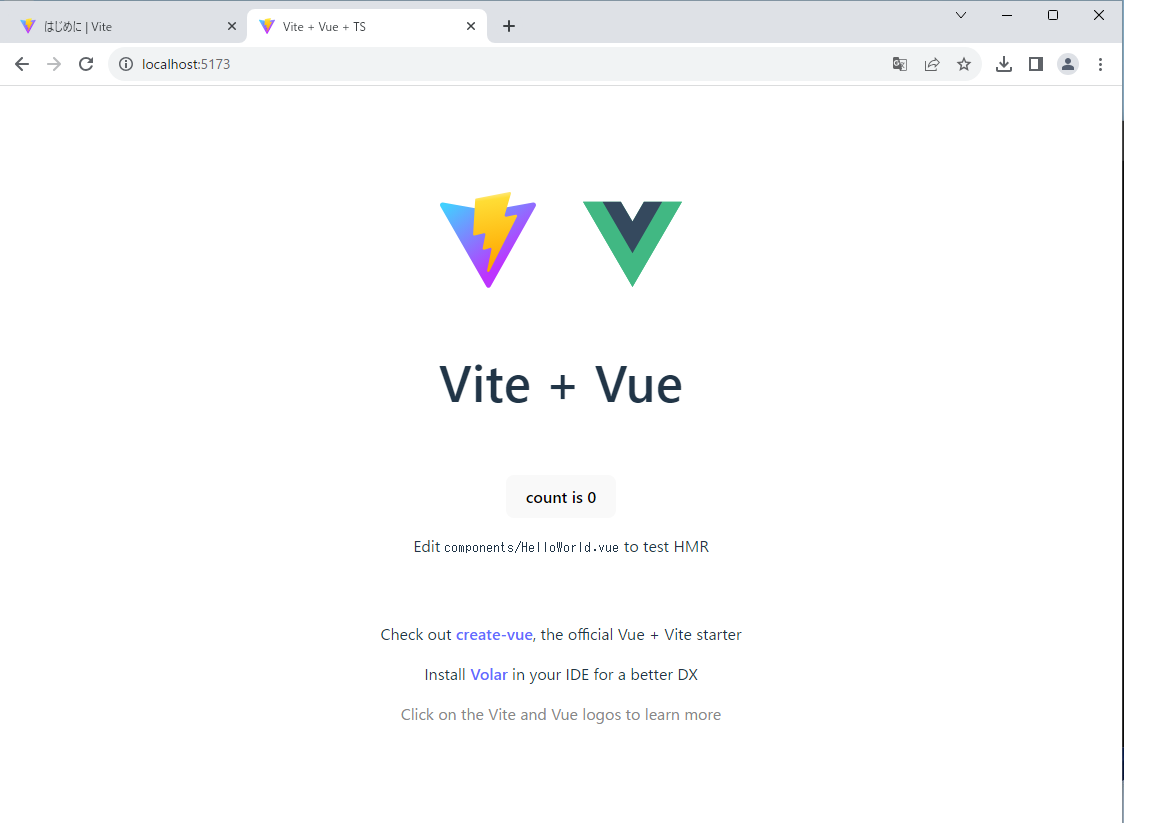 はじめに | Vite
Vite + Vue + TS
localhost:5173
Vite + Vue
count is 0
Edit components/HelloWorld.vue to test HMR
Check out create-vue, the official Vue + Vite starter
Install Volar in your IDE for a better DX
Click on the Vite and Vue logos to learn more